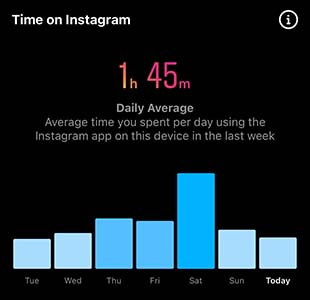 Time on Instagram
1h 45m
Daily Average
Average time you spent per day using the
Instagram app on this device in the last week
Tue Wed Thu Fri Sat Sun Today